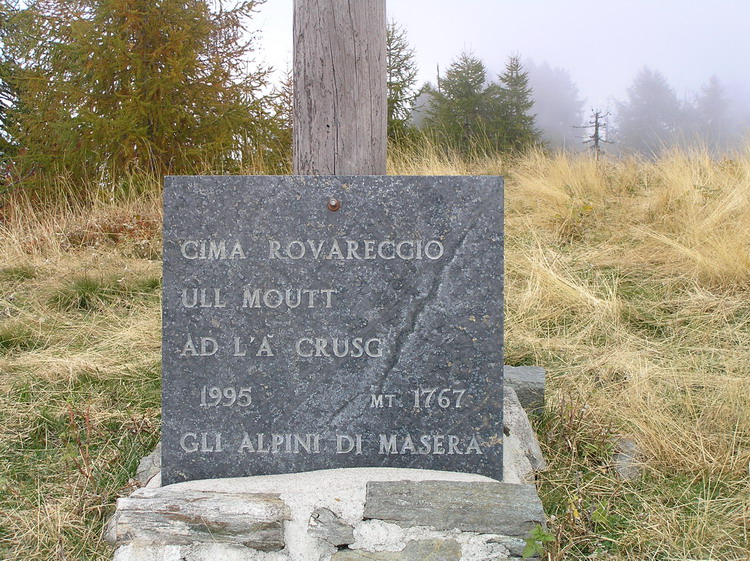 CIMA ROVARECCIO
ULL MOUTT
AD L'A CRUSG
1995 MT. 1767
GLI ALPINI DI MASERA